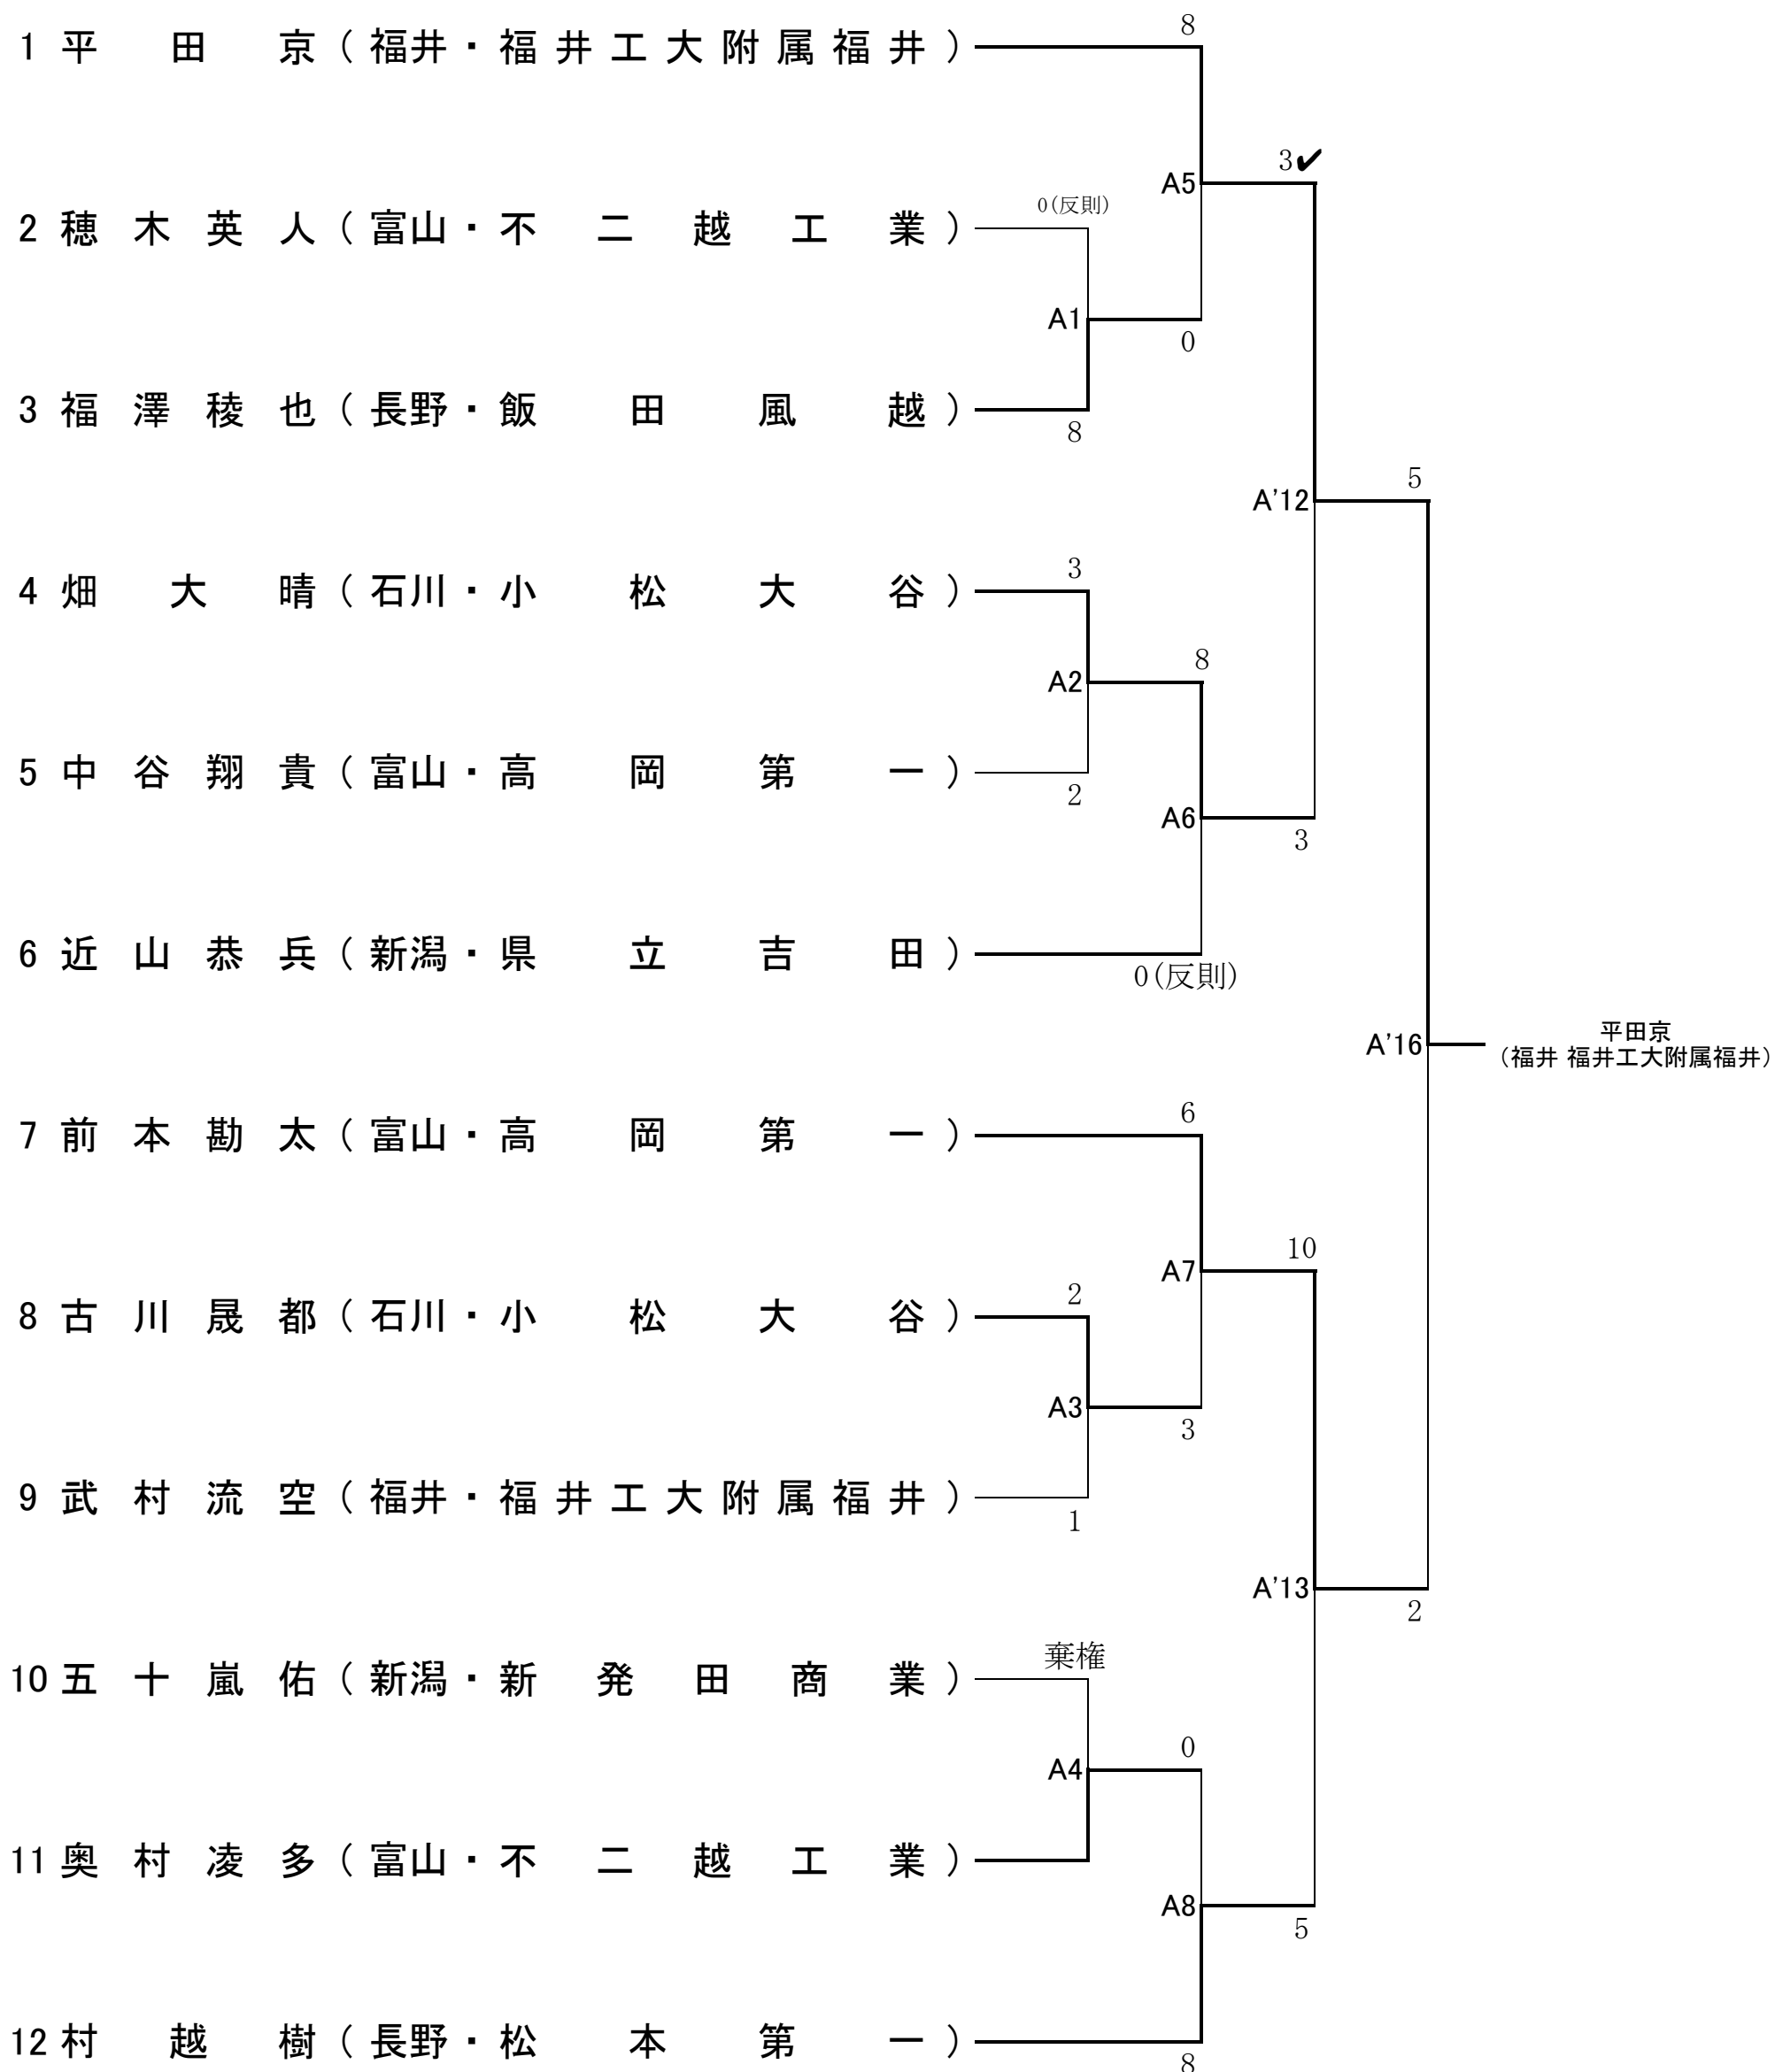 8
1 平田京（福井・福井工大附属福井）
3✔
A5
0(反則)
2 穂木英人（富山・不二越工業）
A1
0
3 福澤稜也（長野・飯田風越）
8
5
A'12
3
4 畑大晴（石川・小松大谷）
8
A2
5 中谷翔貴（富山・高岡第一）
2
A6
3
6 近山恭兵（新潟・県立吉田）
0(反則)
平田京
A'16
（福井 福井工大附属福井）
6
7 前本勘太（富山・高岡第一）
10
A7
2
8 古川晟都（石川・小松大谷）
A3
3
9 武村流空（福井・福井工大附属福井）
1
A'13
2
棄権
10 五十嵐佑（新潟・新発田商業）
0
A4
11 奥村凌多（富山・不二越工業）
A8
5
12 村越樹（長野・松本第一）
8